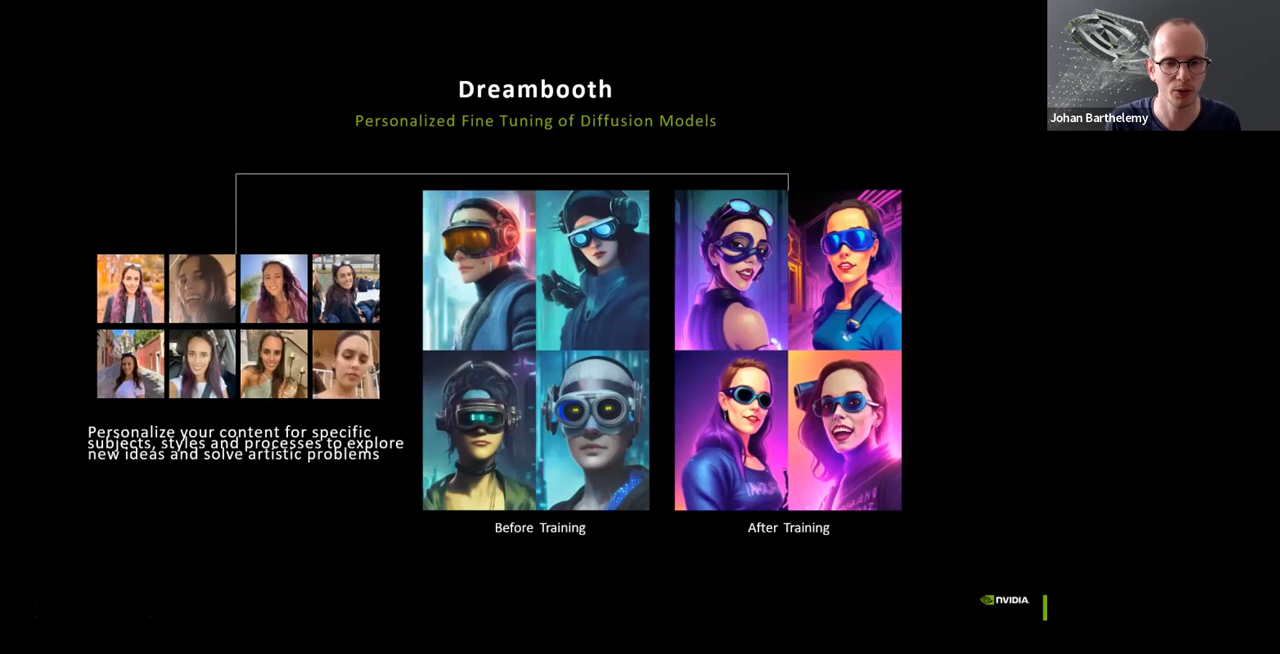 Dreambooth
Personalized Fine Tuning of Diffusion Models
Johan Barthelemy
Personalize your content for specific
subjects, styles and processes to explore
new ideas and solve artistic problems
Before Training
After Training
NVIDIA